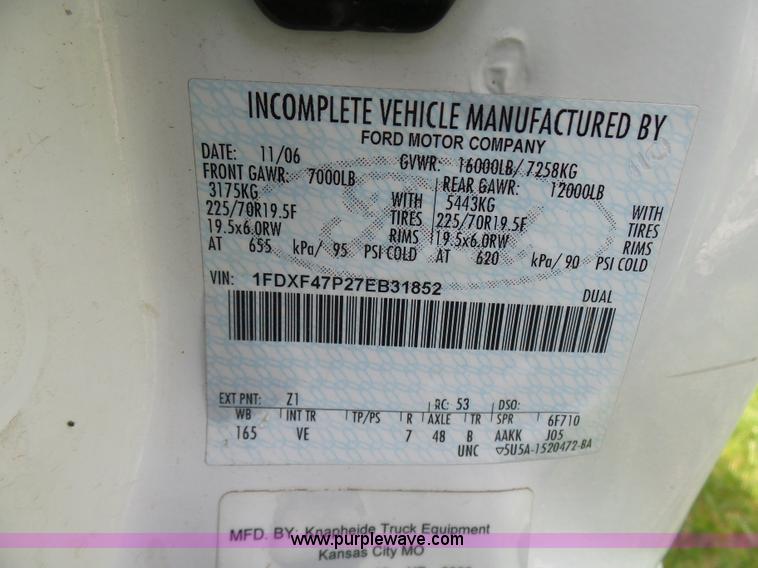 INCOMPLETE VEHICLE MANUFACTURED BY
FORD MOTOR COMPANY
DATE: 11/06 GVWR: 16000LB/ 7258KG
FRONT GAWR: 7000LB REAR GAWR: 12000LB
3175KG WITH 5443KG WITH
225/70R19.5F TIRES 225/70R19.5F TIRES
19.5x6.0RW RIMS 19.5x6.0RW RIMS
AT 655 kPa/ 95 PSI COLD AT 620 kPa/ 90 PSI COLD
VIN: 1FDXF47P27EB31852 DUAL
EXT PNT: Z1 RC: 53 DSO:
WB INT TR TP/PS R AXLE TR SPR 6F710
165 VE 7 48 B AAKK J05
UNC ▽5U5A-1520472-BA
MFD. BY: Knapheide Truck Equipment
www.purplewave.com
Kansas City MO